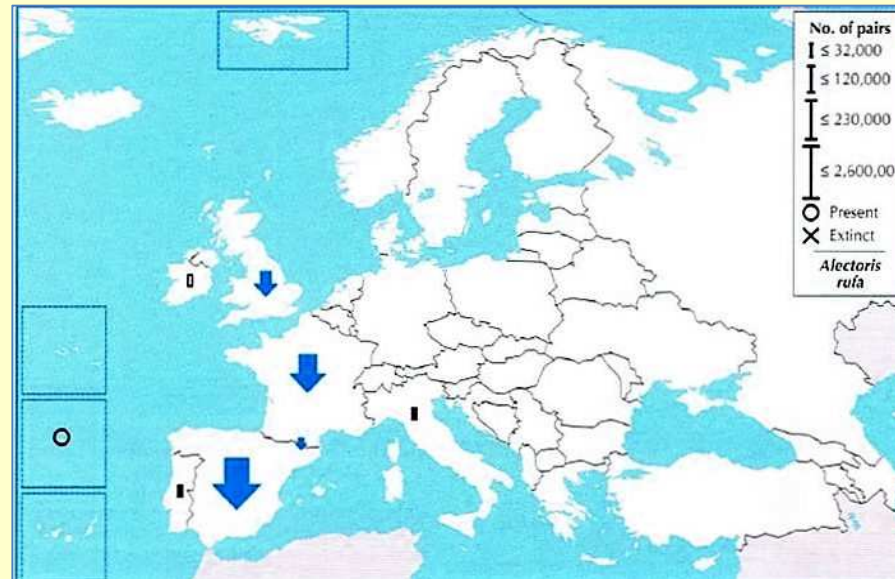 No. of pairs
≤ 32,000
≤ 120,000
≤ 230,000
≤ 2,600,00
Present
Extinct
Alectoris
rufa